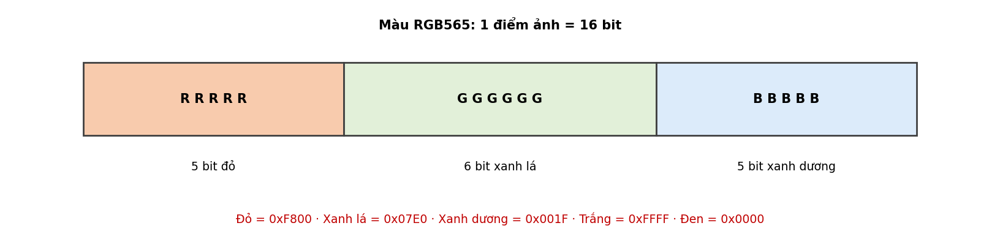 Màu RGB565: 1 điểm ảnh = 16 bit
R R R R R
G G G G G G
B B B B B
5 bit đỏ
6 bit xanh lá
5 bit xanh dương
Đỏ = 0xF800 · Xanh lá = 0x07E0 · Xanh dương = 0x001F · Trắng = 0xFFFF · Đen = 0x0000